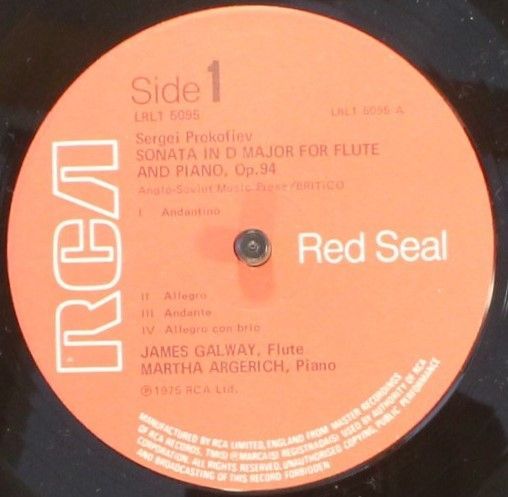 Side 1
LRL1 5095
LRL1 5095 A
Sergei Prokofiev
SONATA IN D MAJOR FOR FLUTE
AND PIANO, Op.94
Anglo-Soviet Music Press/BRITICO
I Andantino
RCA
Red Seal
II Allegro
III Andante
IV Allegro con brio
JAMES GALWAY, Flute
MARTHA ARGERICH, Piano
℗1975 RCA Ltd.
MANUFACTURED BY RCA LIMITED, ENGLAND FROM MASTER RECORDINGS
OF RCA RECORDS, TMK(S) ® MARCA(S) REGISTRADA(S) USED BY AUTHORITY OF RCA
CORPORATION. ALL RIGHTS RESERVED. UNAUTHORISED COPYING, PUBLIC PERFORMANCE
AND BROADCASTING OF THIS RECORD FORBIDDEN